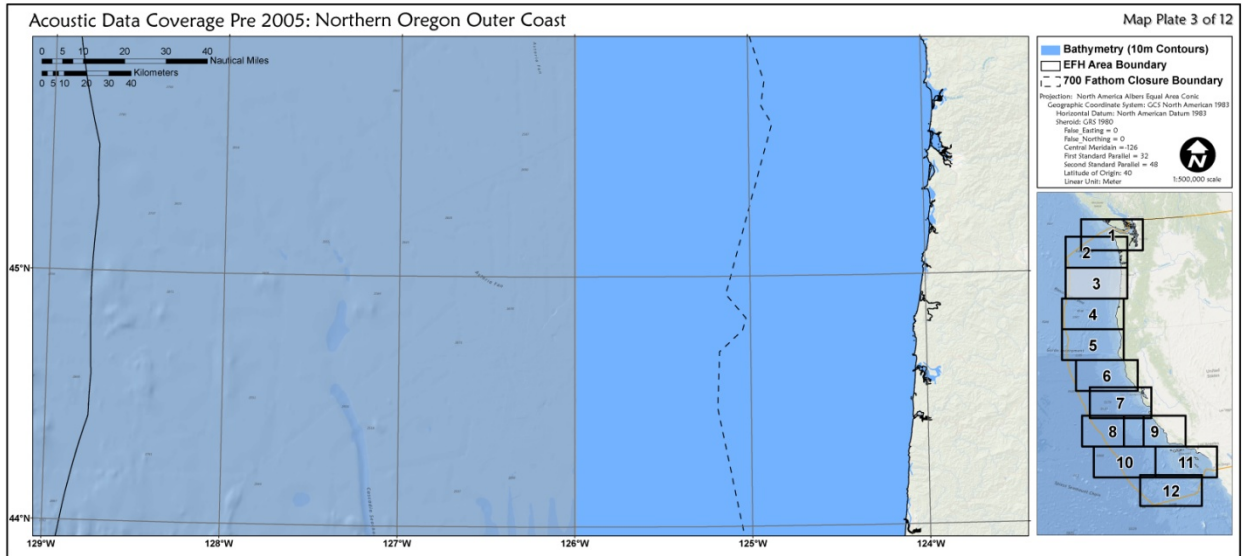 Acoustic Data Coverage Pre 2005: Northern Oregon Outer Coast
Map Plate 3 of 12
0 5 10 20 30 40
Nautical Miles
Kilometers
0 5 10 20 30 40
Bathymetry (10m Contours)
EFH Area Boundary
700 Fathom Closure Boundary
Projection: North America Albers Equal Area Conic
Geographic Coordinate System: GCS North American 1983
Horizontal Datum: North American Datum 1983
Sheroid: GRS 1980
False_Easting = 0
False_Northing = 0
Central Meridain = -126
First Standard Parallel = 32
Second Standard Parallel = 48
Latitude of Origin: 40
Linear Unit: Meter
N
1:500,000 scale
1
2
3
4
5
6
7
8 9
10 11
12
45°N
44°N
129°W 128°W 127°W 126°W 125°W 124°W